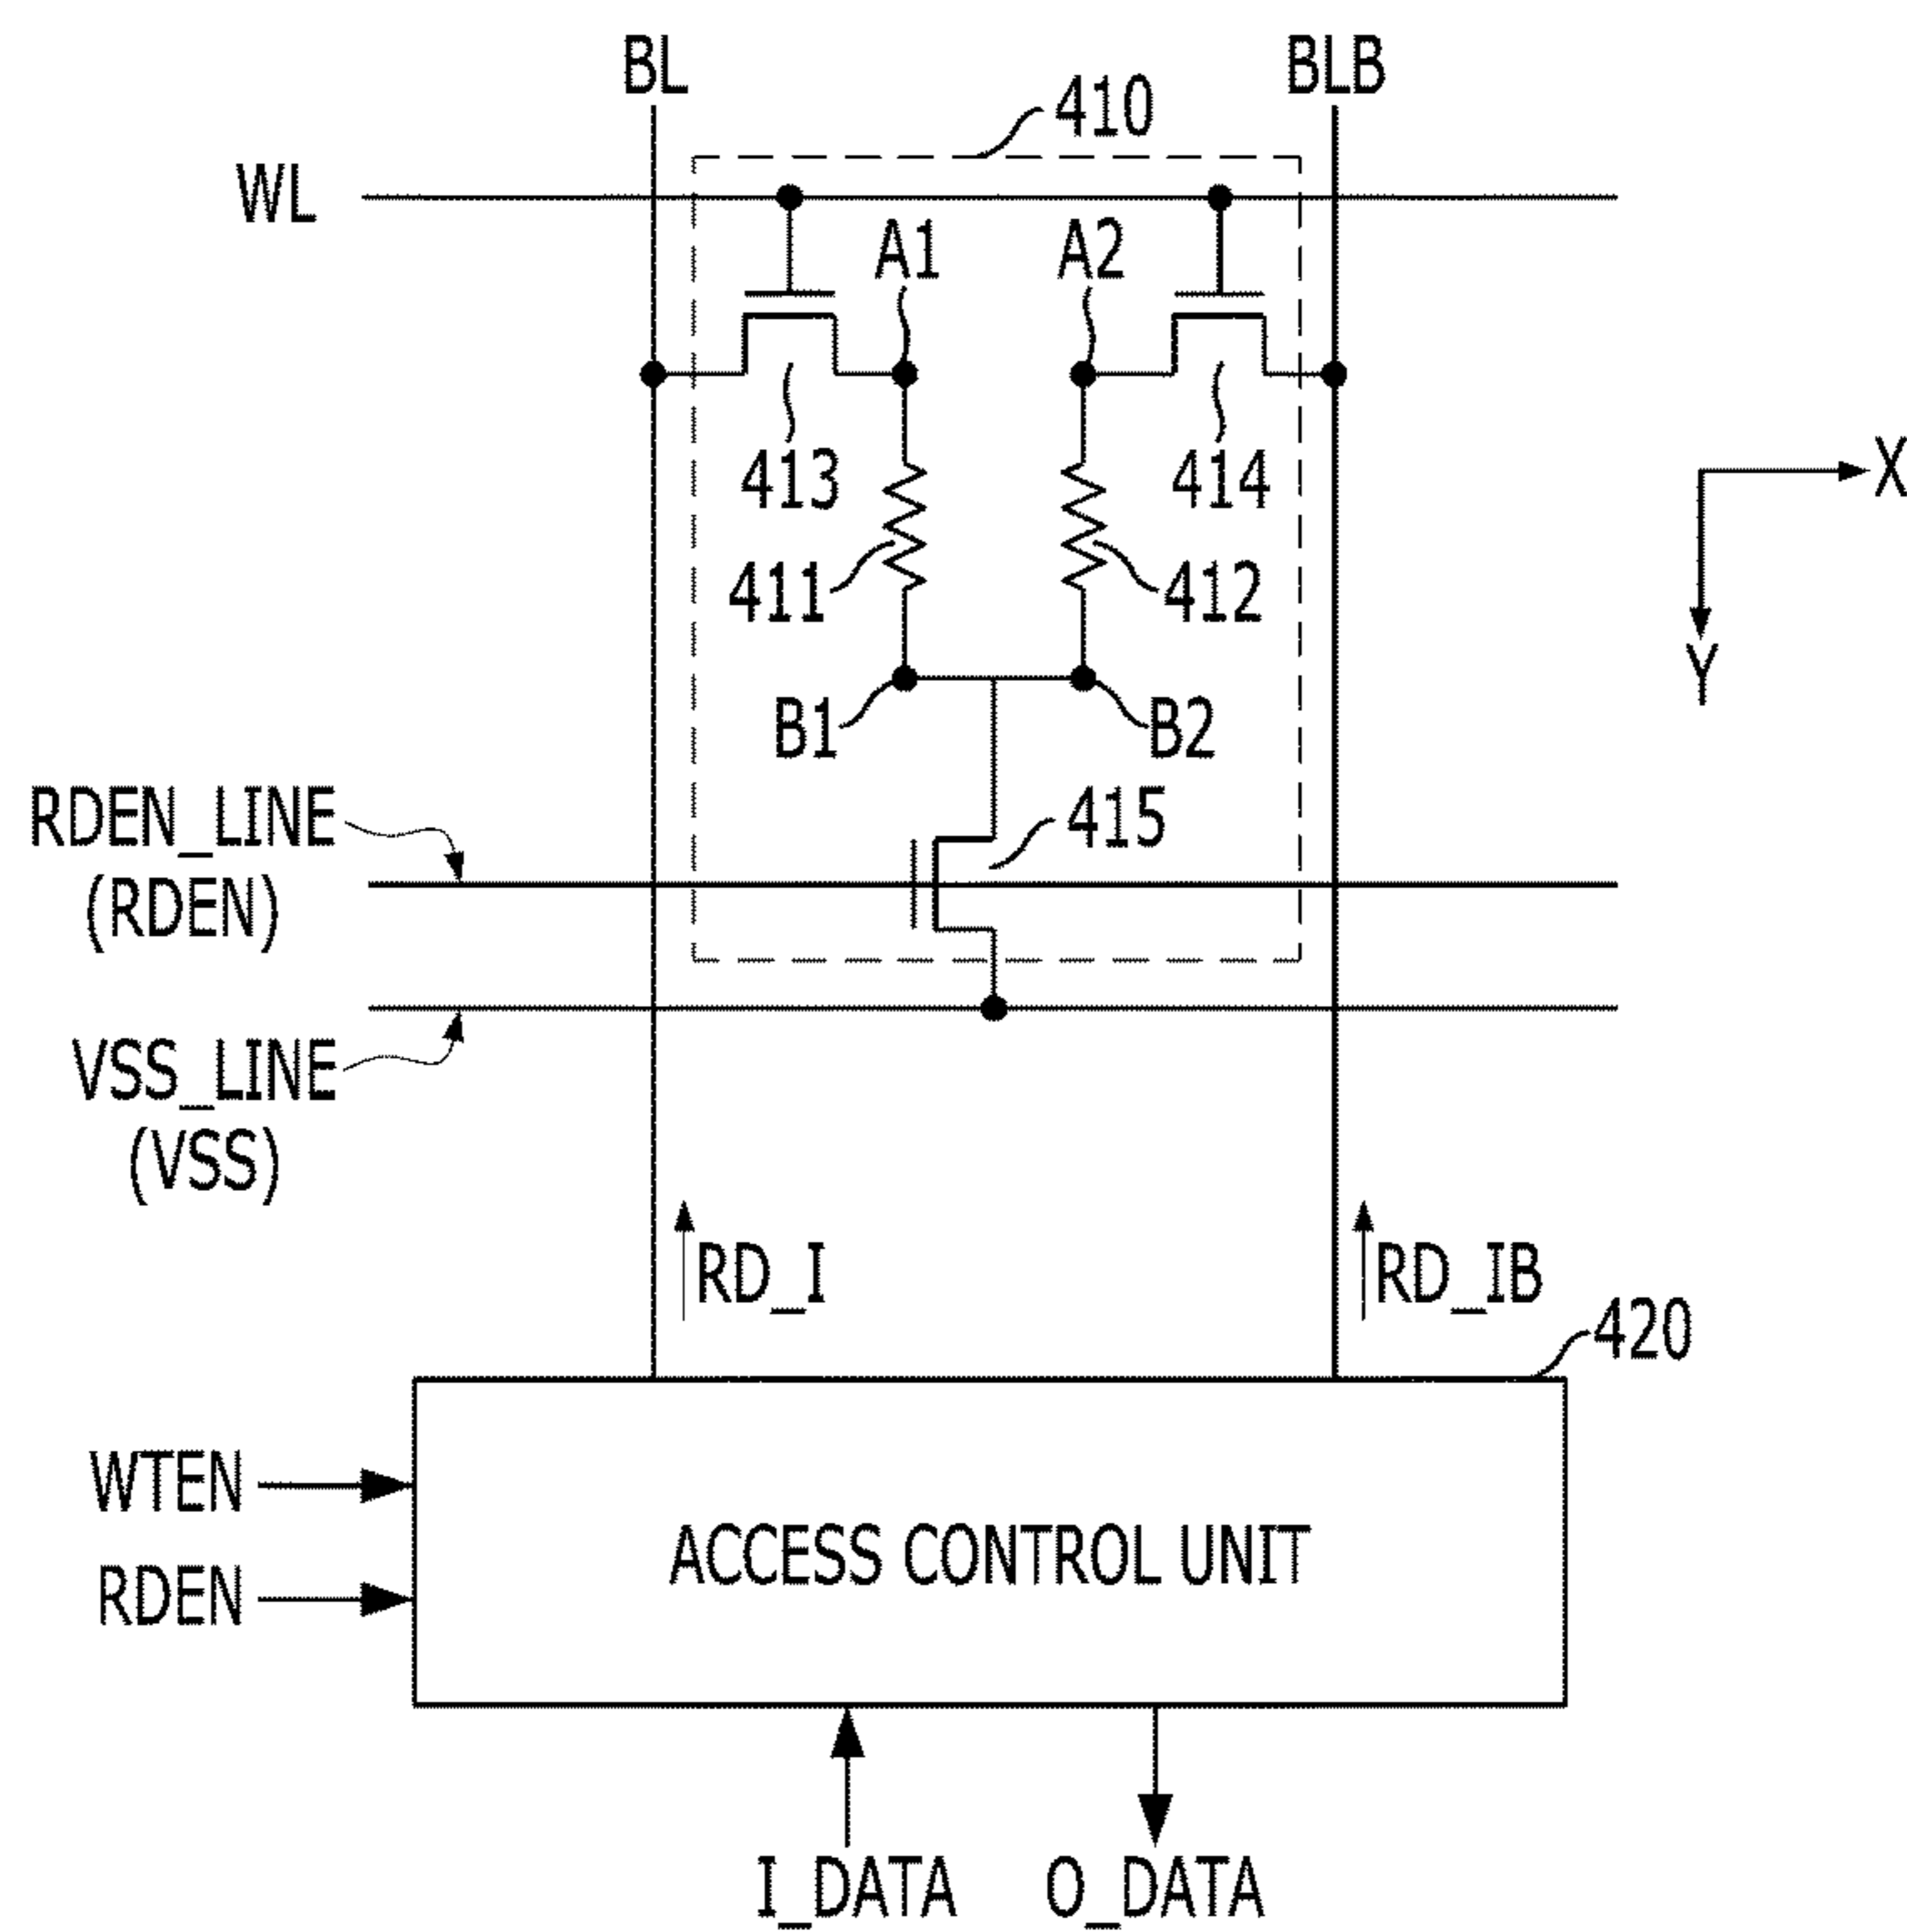 BL
BLB
410
WL
A1
A2
413
414
X
411
412
Y
B1
B2
RDEN_LINE
(RDEN)
415
VSS_LINE
(VSS)
RD_I
RD_IB
420
WTEN
RDEN
ACCESS CONTROL UNIT
I_DATA
O_DATA